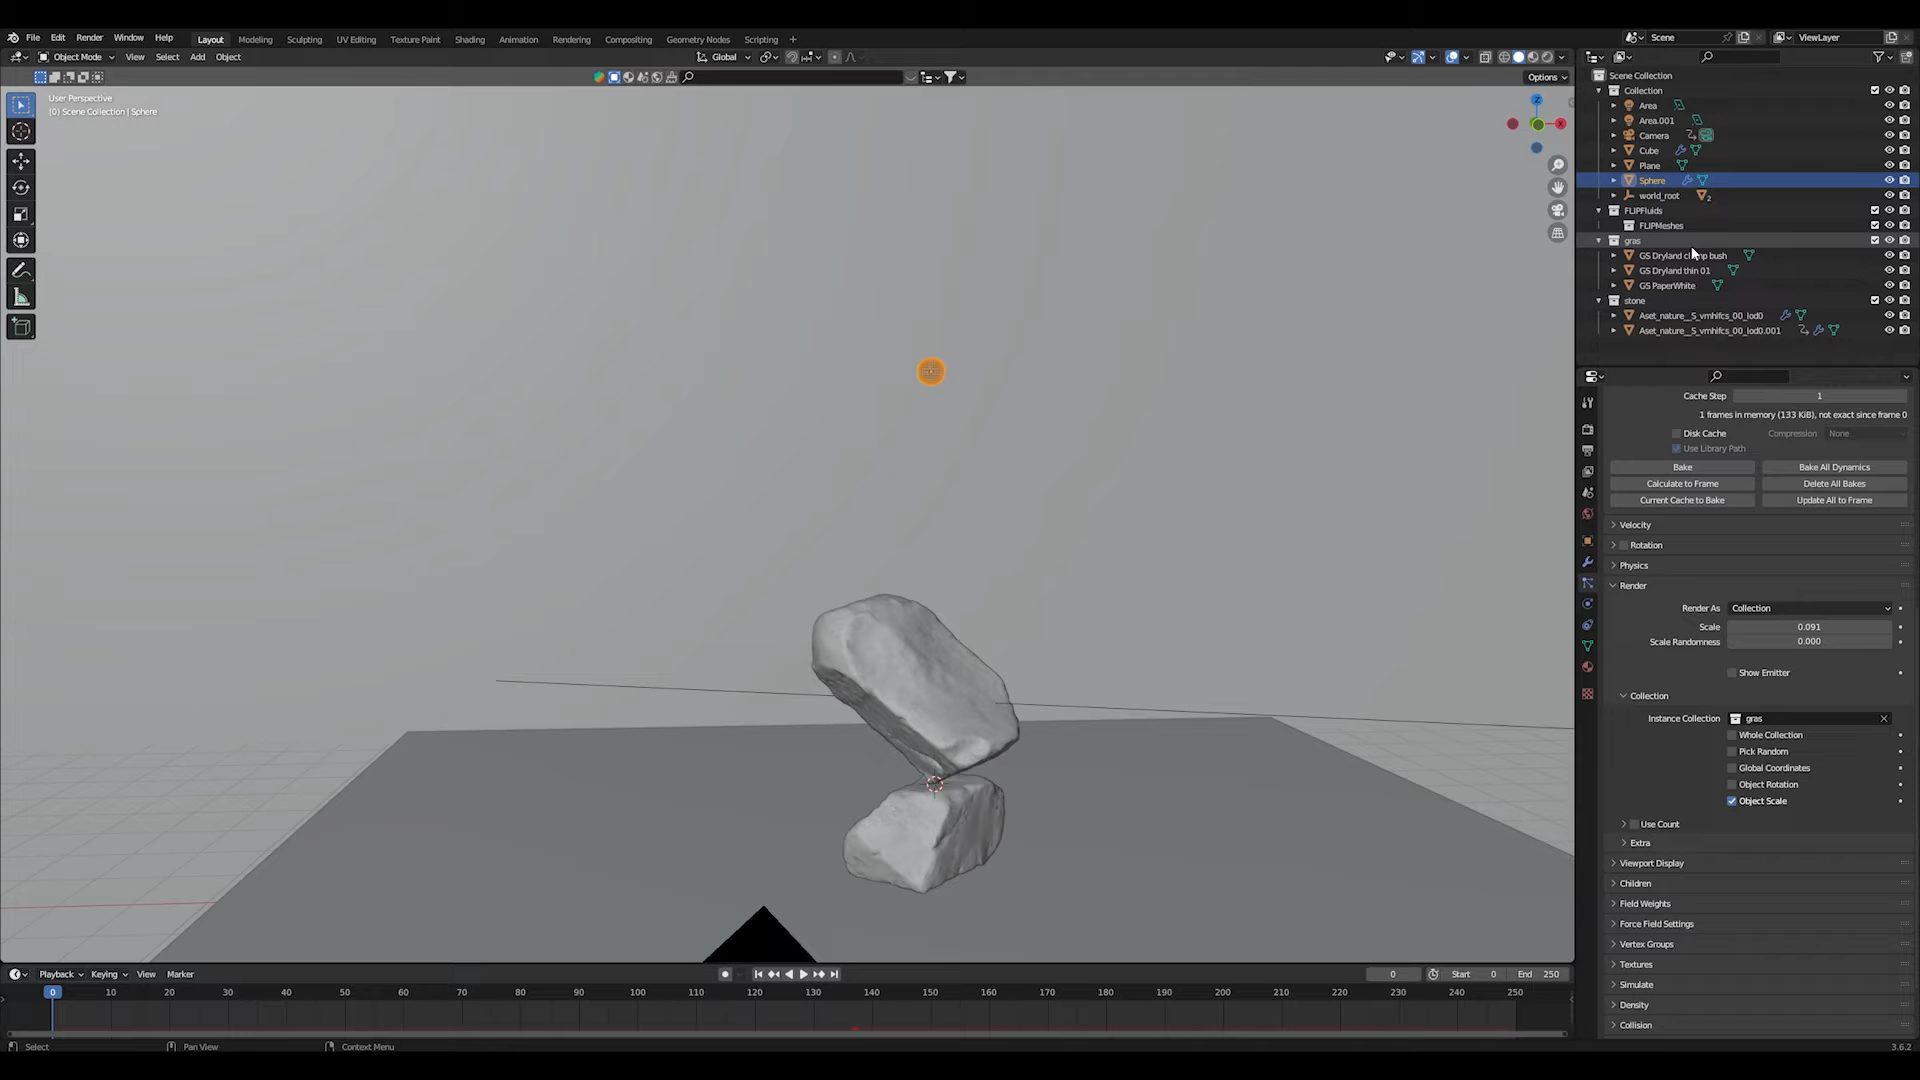 File Edit Render Window Help Layout Modeling Sculpting UV Editing Texture Paint Shading Animation Rendering Compositing Geometry Nodes Scripting + Scene ViewLayer
Object Mode View Select Add Object Global
Options
User Perspective
(0) Scene Collection | Sphere
Z
X
Scene Collection
Collection
Area
Area.001
Camera
Cube
Plane
Sphere
world_root 2
FLIPFluids
FLIPMeshes
gras
GS Dryland bush
GS Dryland thin 01
GS PaperWhite
stone
Aset_nature__S_vmhifcs_00_lod0
Aset_nature__S_vmhifcs_00_lod0.001
Cache Step 1
1 frames in memory (133 KiB), not exact since frame 0
Disk Cache Compression None
Use Library Path
Bake Bake All Dynamics
Calculate to Frame Delete All Bakes
Current Cache to Bake Update All to Frame
Velocity
Rotation
Physics
Render
Render As Collection
Scale 0.091
Scale Randomness 0.000
Show Emitter
Collection
Instance Collection gras
Whole Collection
Pick Random
Global Coordinates
Object Rotation
Object Scale
Use Count
Extra
Viewport Display
Children
Field Weights
Force Field Settings
Vertex Groups
Textures
Simulate
Density
Collision
Playback Keying View Marker 0 Start 0 End 250
0 10 20 30 40 50 60 70 80 90 100 110 120 130 140 150 160 170 180 190 200 210 220 230 240 250
Select Pan View Context Menu 3.6.2